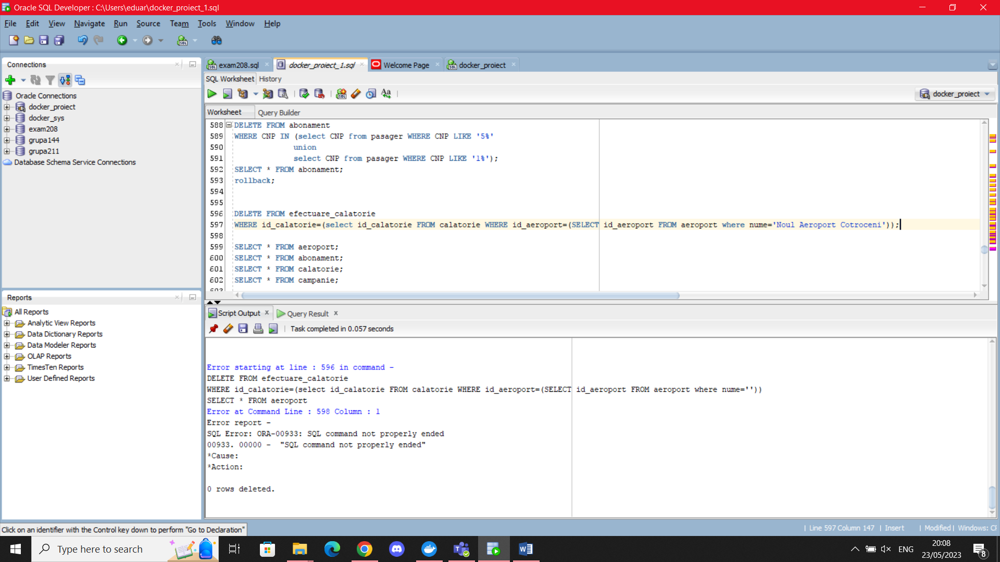 Oracle SQL Developer : C:\Users\eduar\docker_proiect_1.sql
File Edit View Navigate Run Source Team Tools Window Help
Connections
Oracle Connections
docker_proiect
docker_sys
exam208
grupa144
grupa211
Database Schema Service Connections
Reports
All Reports
Analytic View Reports
Data Dictionary Reports
Data Modeler Reports
OLAP Reports
TimesTen Reports
User Defined Reports
exam208.sql docker_proiect_1.sql Welcome Page docker_proiect
SQL Worksheet History
docker_proiect
Worksheet Query Builder
588 DELETE FROM abonament
589 WHERE CNP IN (select CNP from pasager WHERE CNP LIKE '5%'
590 union
591 select CNP from pasager WHERE CNP LIKE '1%');
592 SELECT * FROM abonament;
593 rollback;
594
595
596 DELETE FROM efectuare_calatorie
597 WHERE id_calatorie=(select id_calatorie FROM calatorie WHERE id_aeroport=(SELECT id_aeroport FROM aeroport where nume='Noul Aeroport Cotroceni'));
598
599 SELECT * FROM aeroport;
600 SELECT * FROM abonament;
601 SELECT * FROM calatorie;
602 SELECT * FROM campanie;
Script Output Query Result
Task completed in 0.057 seconds
Error starting at line : 596 in command -
DELETE FROM efectuare_calatorie
WHERE id_calatorie=(select id_calatorie FROM calatorie WHERE id_aeroport=(SELECT id_aeroport FROM aeroport where nume=''))
SELECT * FROM aeroport
Error at Command Line : 598 Column : 1
Error report -
SQL Error: ORA-00933: SQL command not properly ended
00933. 00000 - "SQL command not properly ended"
*Cause:
*Action:
0 rows deleted.
Click on an identifier with the Control key down to perform "Go to Declaration"
| Line 597 Column 147 | Insert | Modified | Windows:
Type here to search
ENG
20:08
23/05/2023
8